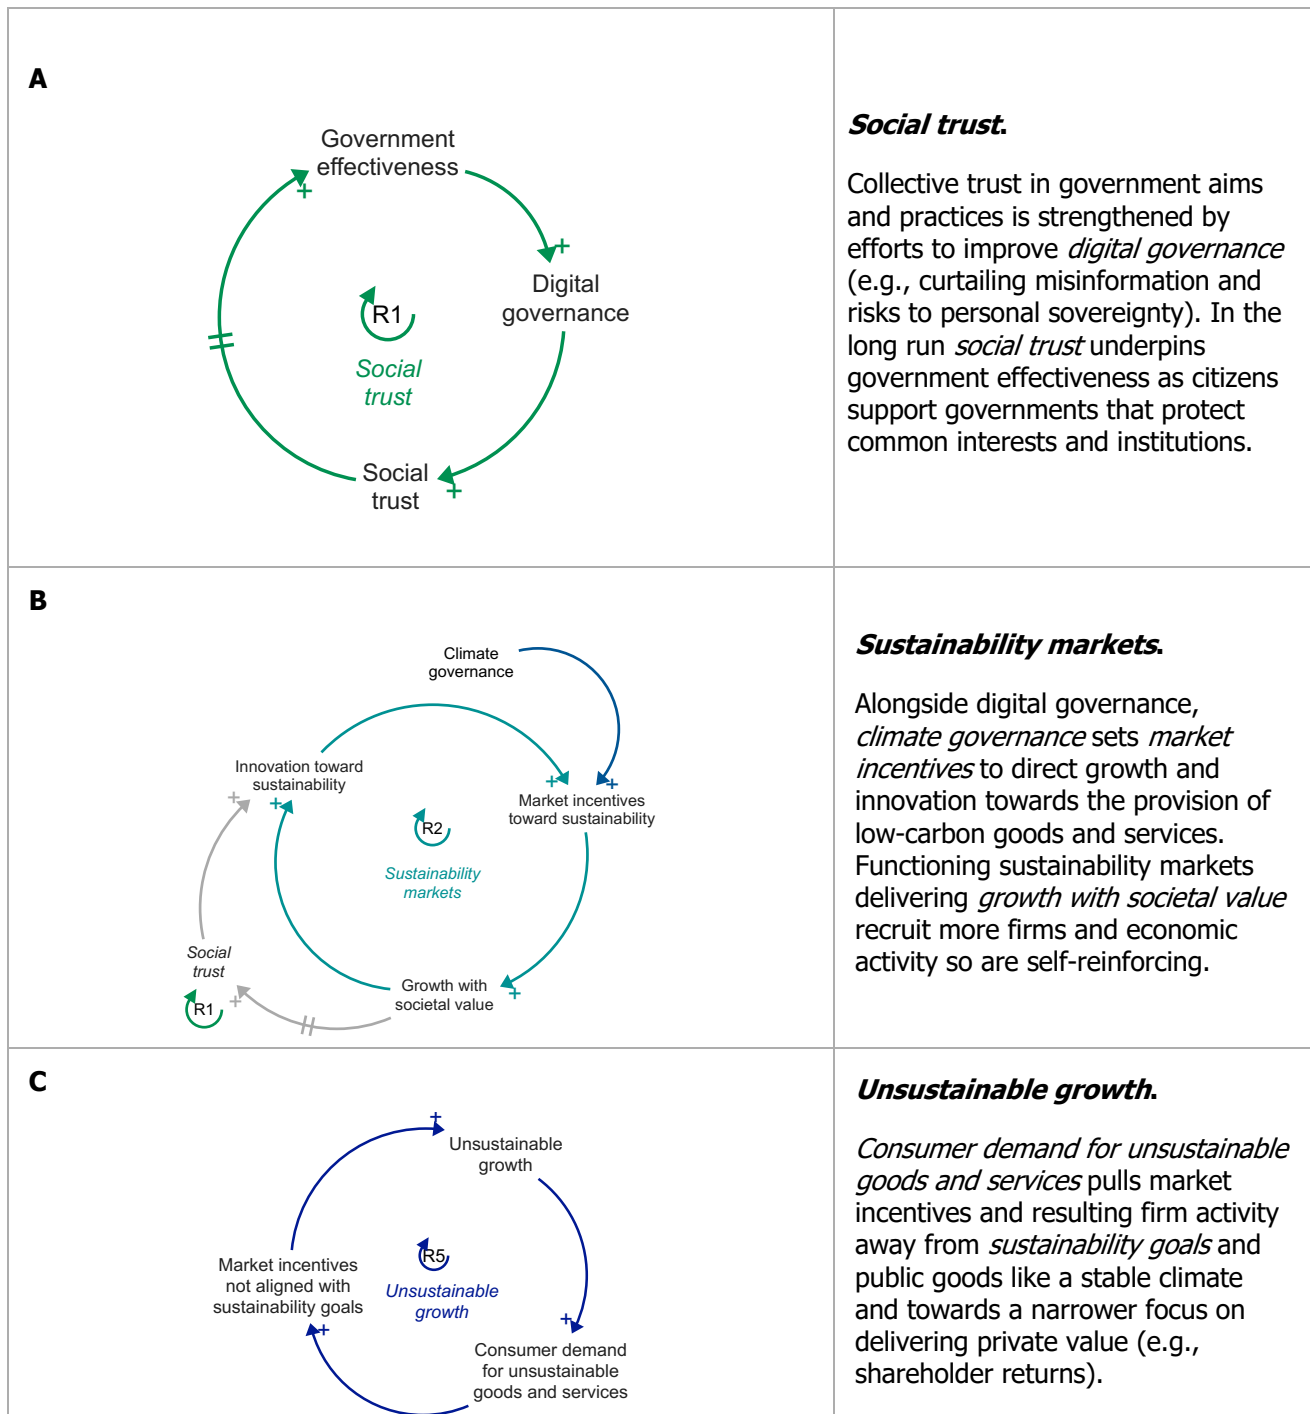 A
Government
effectiveness
+
+
Digital
governance
R1
Social
trust
Social
trust
+
Social trust.
Collective trust in government aims
and practices is strengthened by
efforts to improve digital governance
(e.g., curtailing misinformation and
risks to personal sovereignty). In the
long run social trust underpins
government effectiveness as citizens
support governments that protect
common interests and institutions.
B
Climate
governance
Innovation toward
sustainability
+
+
+
+
Market incentives
toward sustainability
R2
Sustainability
markets
Social
trust
R1
+
Growth with
societal value
+
Sustainability markets.
Alongside digital governance,
climate governance sets market
incentives to direct growth and
innovation towards the provision of
low-carbon goods and services.
Functioning sustainability markets
delivering growth with societal value
recruit more firms and economic
activity so are self-reinforcing.
C
+
Unsustainable
growth
R5
Unsustainable
growth
Market incentives
not aligned with
sustainability goals
+
+
Consumer demand
for unsustainable
goods and services
Unsustainable growth.
Consumer demand for unsustainable
goods and services pulls market
incentives and resulting firm activity
away from sustainability goals and
public goods like a stable climate
and towards a narrower focus on
delivering private value (e.g.,
shareholder returns).